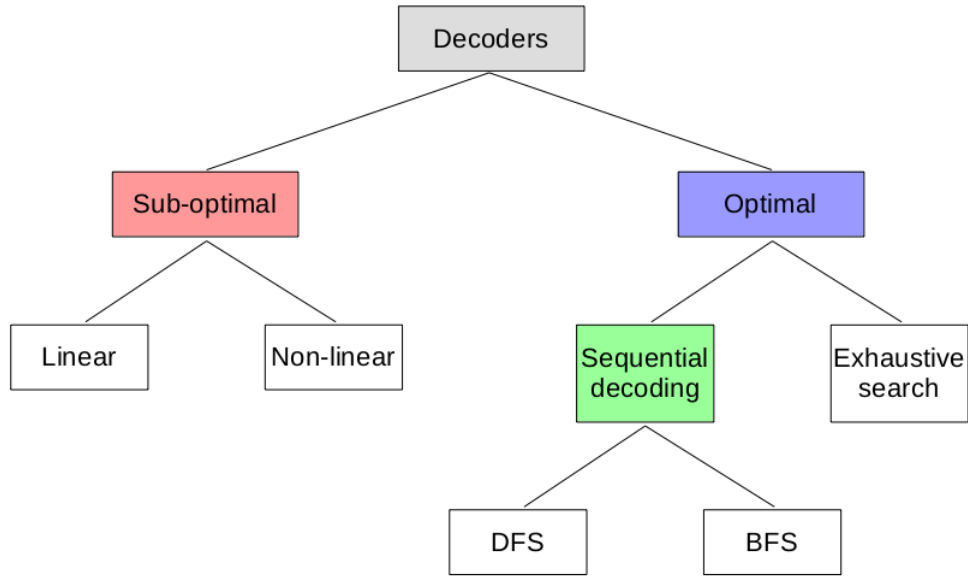 Decoders
Sub-optimal
Optimal
Linear
Non-linear
Sequential
decoding
Exhaustive
search
DFS
BFS